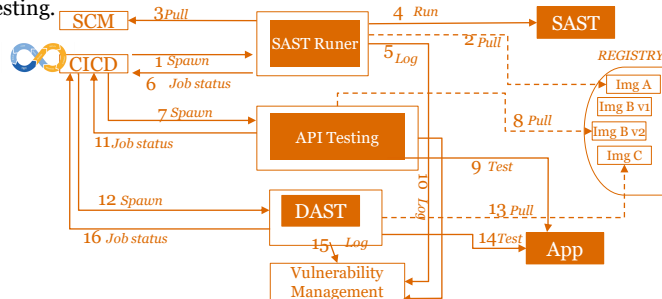 esting.
SCM
3 Pull
4 Run
SAST
SAST Runer
2 Pull
5 Log
REGISTRY
CICD
1 Spawn
6 Job status
Img A
Img B v1
Img B v2
Img C
7 Spawn
API Testing
8 Pull
11 Job status
9 Test
10 Log
12 Spawn
DAST
13 Pull
16 Job status
15 Log
14 Test
App
Vulnerability
Management